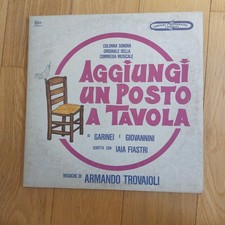 COLONNA SONORA
ORIGINALE DELLA
COMMEDIA MUSICALE
AGGIUNGI
UN POSTO
A TAVOLA
DI GARINEI E GIOVANNINI
SCRITTA CON IAIA FIASTRI
MUSICHE DI ARMANDO TROVAIOLI